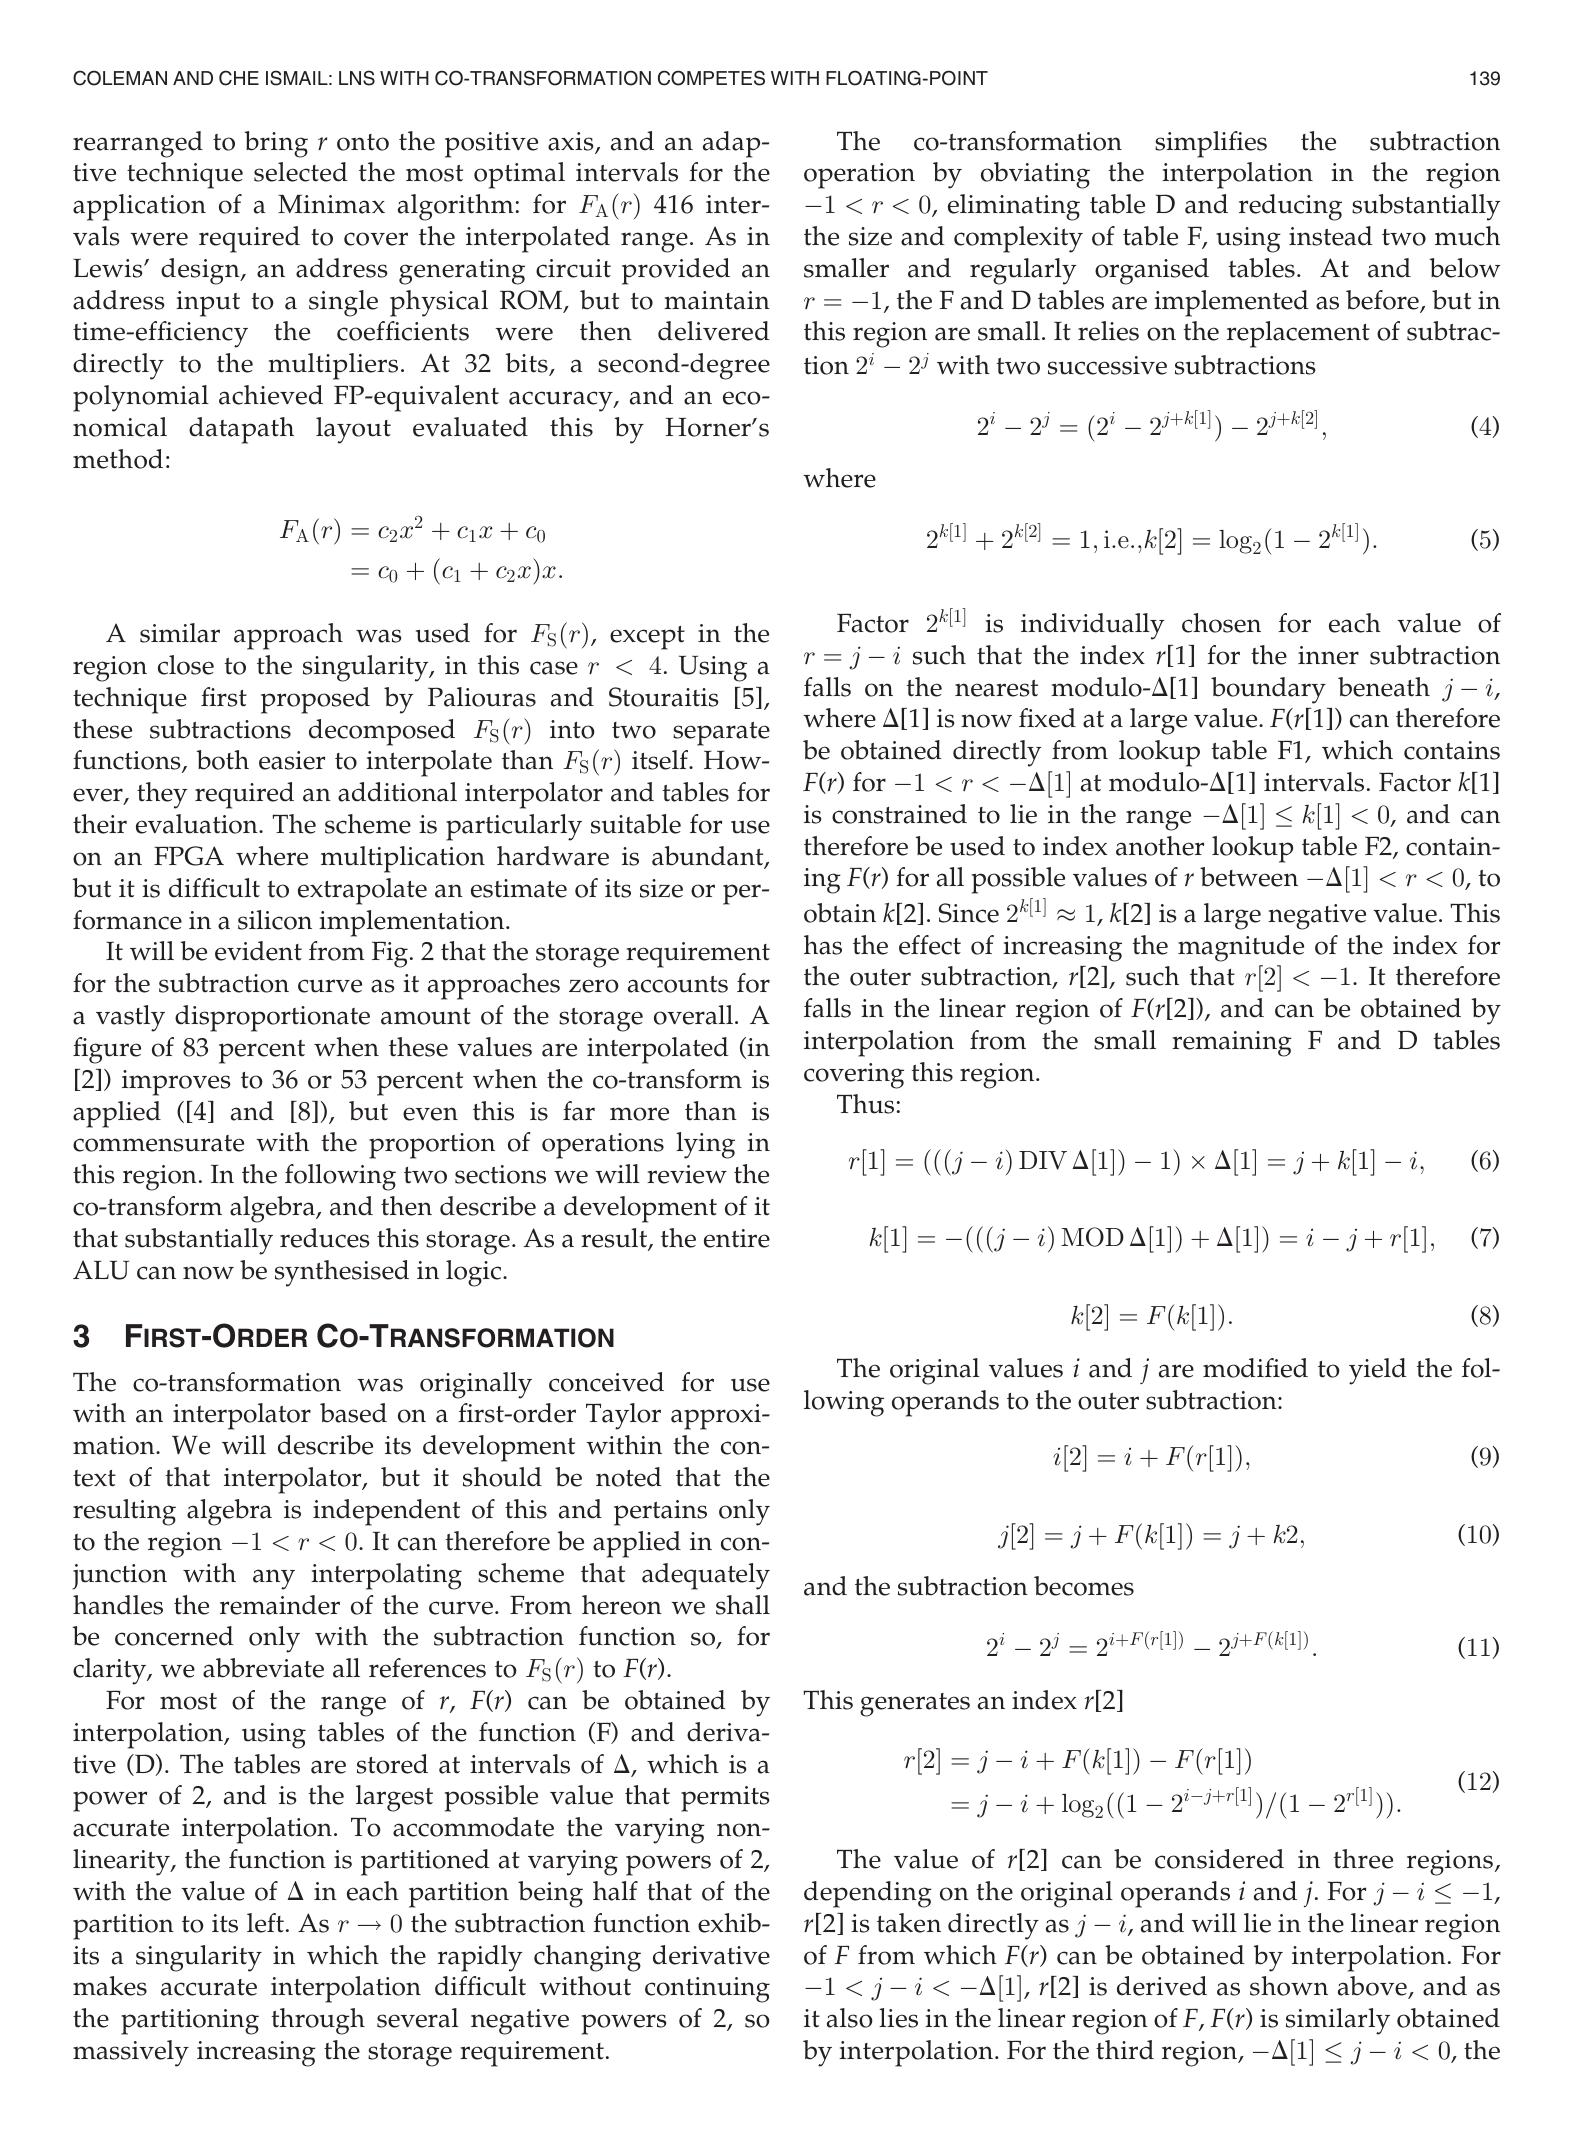 COLEMAN AND CHE ISMAIL: LNS WITH CO-TRANSFORMATION COMPETES WITH FLOATING-POINT 139
rearranged to bring r onto the positive axis, and an adap-
tive technique selected the most optimal intervals for the
application of a Minimax algorithm: for F_A(r) 416 inter-
vals were required to cover the interpolated range. As in
Lewis' design, an address generating circuit provided an
address input to a single physical ROM, but to maintain
time-efficiency the coefficients were then delivered
directly to the multipliers. At 32 bits, a second-degree
polynomial achieved FP-equivalent accuracy, and an eco-
nomical datapath layout evaluated this by Horner's
method:
F_A(r) = c_2x^2 + c_1x + c_0
= c_0 + (c_1 + c_2x)x.
A similar approach was used for F_S(r), except in the
region close to the singularity, in this case r < 4. Using a
technique first proposed by Paliouras and Stouraitis [5],
these subtractions decomposed F_S(r) into two separate
functions, both easier to interpolate than F_S(r) itself. How-
ever, they required an additional interpolator and tables for
their evaluation. The scheme is particularly suitable for use
on an FPGA where multiplication hardware is abundant,
but it is difficult to extrapolate an estimate of its size or per-
formance in a silicon implementation.
It will be evident from Fig. 2 that the storage requirement
for the subtraction curve as it approaches zero accounts for
a vastly disproportionate amount of the storage overall. A
figure of 83 percent when these values are interpolated (in
[2]) improves to 36 or 53 percent when the co-transform is
applied ([4] and [8]), but even this is far more than is
commensurate with the proportion of operations lying in
this region. In the following two sections we will review the
co-transform algebra, and then describe a development of it
that substantially reduces this storage. As a result, the entire
ALU can now be synthesised in logic.
3 FIRST-ORDER CO-TRANSFORMATION
The co-transformation was originally conceived for use
with an interpolator based on a first-order Taylor approxi-
mation. We will describe its development within the con-
text of that interpolator, but it should be noted that the
resulting algebra is independent of this and pertains only
to the region −1 < r < 0. It can therefore be applied in con-
junction with any interpolating scheme that adequately
handles the remainder of the curve. From hereon we shall
be concerned only with the subtraction function so, for
clarity, we abbreviate all references to F_S(r) to F(r).
For most of the range of r, F(r) can be obtained by
interpolation, using tables of the function (F) and deriva-
tive (D). The tables are stored at intervals of Δ, which is a
power of 2, and is the largest possible value that permits
accurate interpolation. To accommodate the varying non-
linearity, the function is partitioned at varying powers of 2,
with the value of Δ in each partition being half that of the
partition to its left. As r → 0 the subtraction function exhib-
its a singularity in which the rapidly changing derivative
makes accurate interpolation difficult without continuing
the partitioning through several negative powers of 2, so
massively increasing the storage requirement.
The co-transformation simplifies the subtraction
operation by obviating the interpolation in the region
−1 < r < 0, eliminating table D and reducing substantially
the size and complexity of table F, using instead two much
smaller and regularly organised tables. At and below
r = −1, the F and D tables are implemented as before, but in
this region are small. It relies on the replacement of subtrac-
tion 2^i − 2^j with two successive subtractions
2^i − 2^j = (2^i − 2^{j+k[1]}) − 2^{j+k[2]}, (4)
where
2^{k[1]} + 2^{k[2]} = 1, i.e.,k[2] = log_2(1 − 2^{k[1]}). (5)
Factor 2^{k[1]} is individually chosen for each value of
r = j − i such that the index r[1] for the inner subtraction
falls on the nearest modulo-Δ[1] boundary beneath j − i,
where Δ[1] is now fixed at a large value. F(r[1]) can therefore
be obtained directly from lookup table F1, which contains
F(r) for −1 < r < −Δ[1] at modulo-Δ[1] intervals. Factor k[1]
is constrained to lie in the range −Δ[1] ≤ k[1] < 0, and can
therefore be used to index another lookup table F2, contain-
ing F(r) for all possible values of r between −Δ[1] < r < 0, to
obtain k[2]. Since 2^{k[1]} ≈ 1, k[2] is a large negative value. This
has the effect of increasing the magnitude of the index for
the outer subtraction, r[2], such that r[2] < −1. It therefore
falls in the linear region of F(r[2]), and can be obtained by
interpolation from the small remaining F and D tables
covering this region.
Thus:
r[1] = (((j − i) DIV Δ[1]) − 1) × Δ[1] = j + k[1] − i, (6)
k[1] = −(((j − i) MOD Δ[1]) + Δ[1]) = i − j + r[1], (7)
k[2] = F(k[1]). (8)
The original values i and j are modified to yield the fol-
lowing operands to the outer subtraction:
i[2] = i + F(r[1]), (9)
j[2] = j + F(k[1]) = j + k2, (10)
and the subtraction becomes
2^i − 2^j = 2^{i+F(r[1])} − 2^{j+F(k[1])}. (11)
This generates an index r[2]
r[2] = j − i + F(k[1]) − F(r[1])
= j − i + log_2((1 − 2^{i−j+r[1]})/(1 − 2^{r[1]})). (12)
The value of r[2] can be considered in three regions,
depending on the original operands i and j. For j − i ≤ −1,
r[2] is taken directly as j − i, and will lie in the linear region
of F from which F(r) can be obtained by interpolation. For
−1 < j − i < −Δ[1], r[2] is derived as shown above, and as
it also lies in the linear region of F, F(r) is similarly obtained
by interpolation. For the third region, −Δ[1] ≤ j − i < 0, the